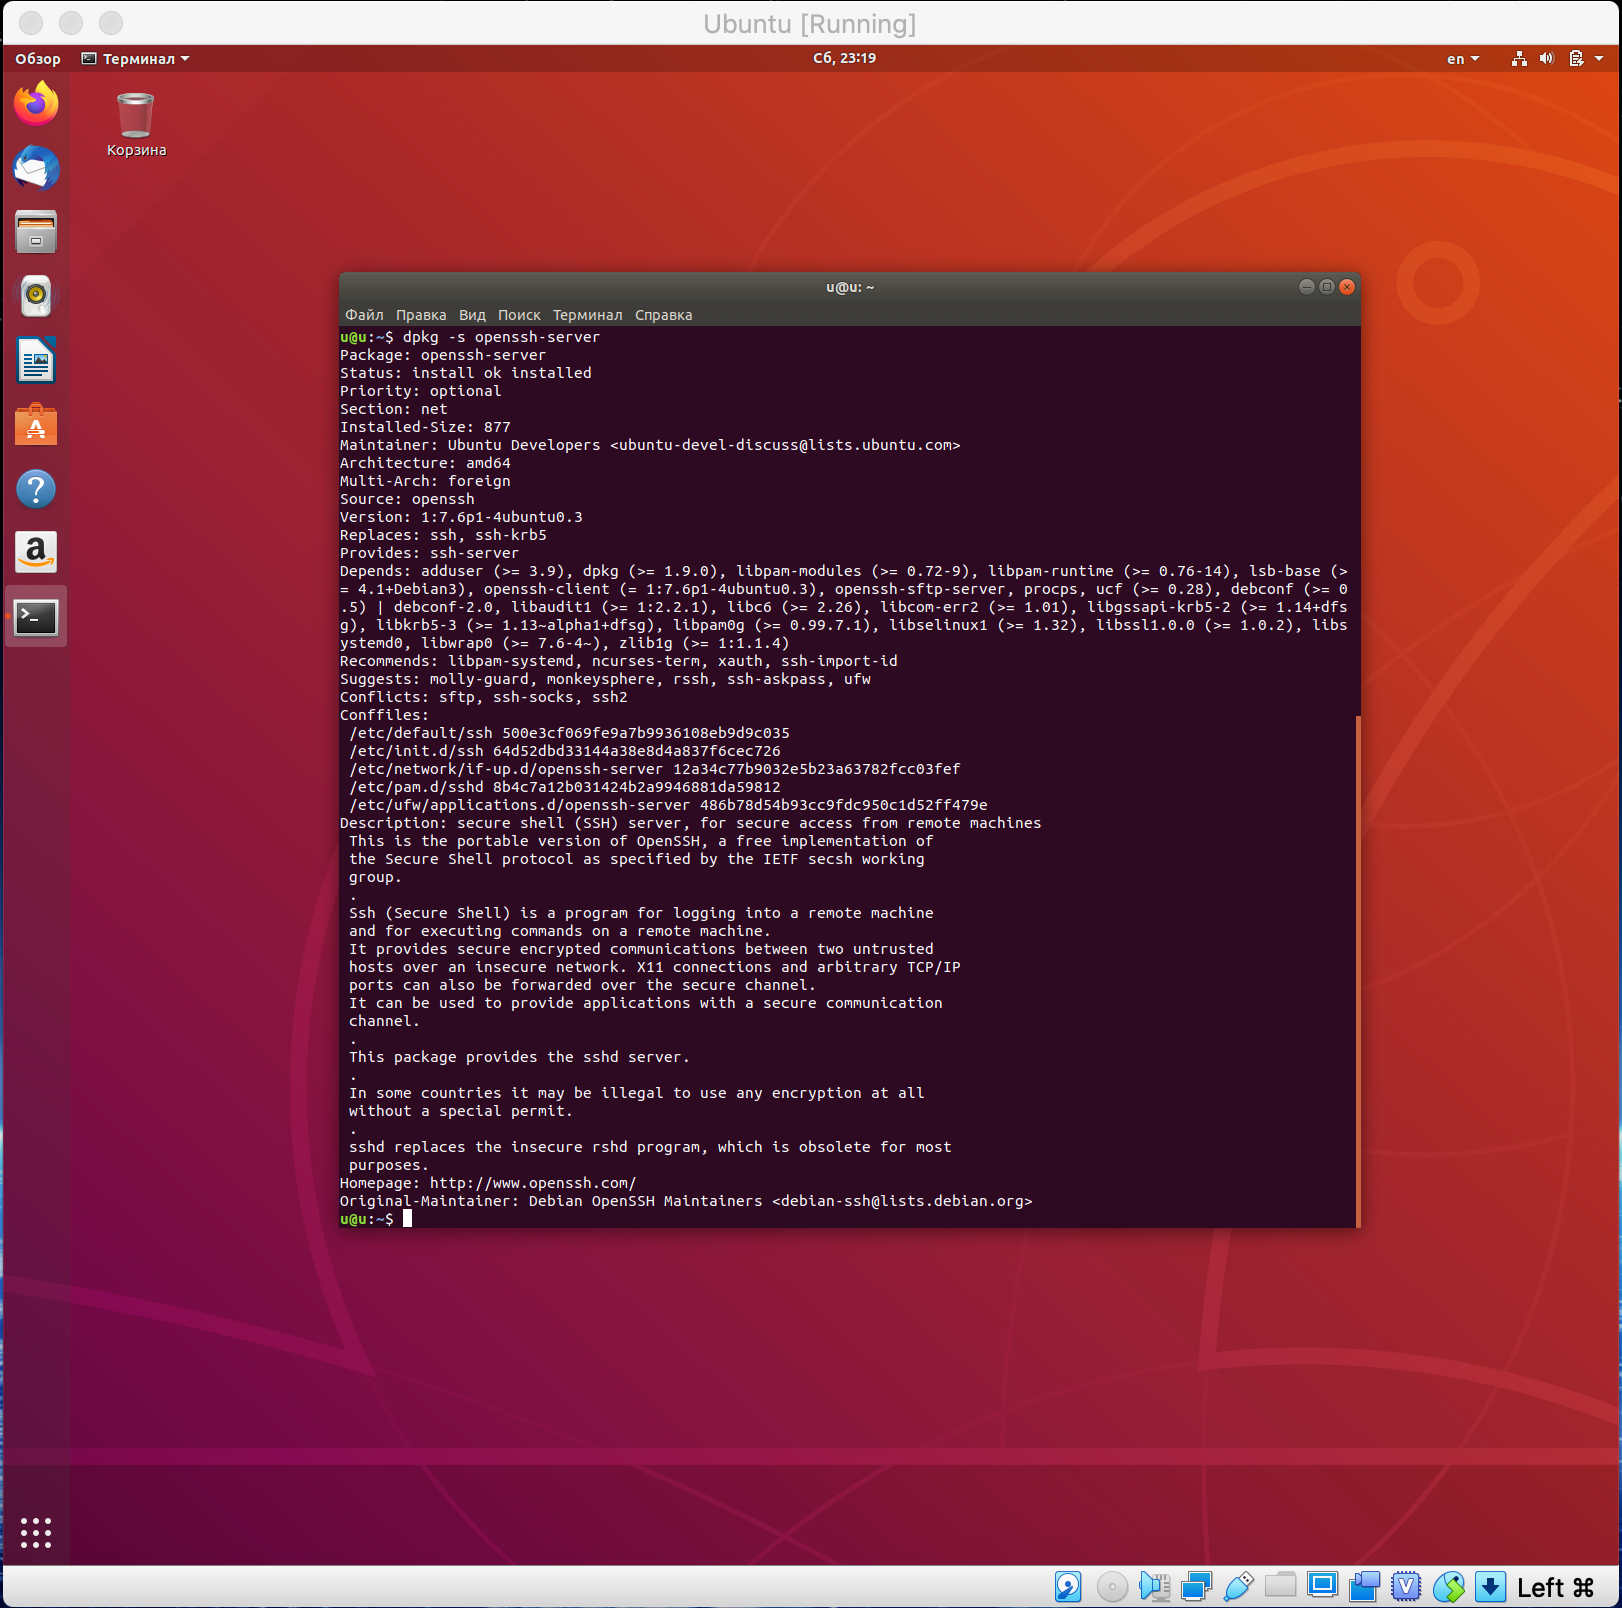 Ubuntu [Running]
Обзор Терминал Сб, 23:19 en
Корзина
u@u: ~
Файл Правка Вид Поиск Терминал Справка
u@u:~$ dpkg -s openssh-server
Package: openssh-server
Status: install ok installed
Priority: optional
Section: net
Installed-Size: 877
Maintainer: Ubuntu Developers <ubuntu-devel-discuss@lists.ubuntu.com>
Architecture: amd64
Multi-Arch: foreign
Source: openssh
Version: 1:7.6p1-4ubuntu0.3
Replaces: ssh, ssh-krb5
Provides: ssh-server
Depends: adduser (>= 3.9), dpkg (>= 1.9.0), libpam-modules (>= 0.72-9), libpam-runtime (>= 0.76-14), lsb-base (>
= 4.1+Debian3), openssh-client (= 1:7.6p1-4ubuntu0.3), openssh-sftp-server, procps, ucf (>= 0.28), debconf (>= 0
.5) | debconf-2.0, libaudit1 (>= 1:2.2.1), libc6 (>= 2.26), libcom-err2 (>= 1.01), libgssapi-krb5-2 (>= 1.14+dfs
g), libkrb5-3 (>= 1.13~alpha1+dfsg), libpam0g (>= 0.99.7.1), libselinux1 (>= 1.32), libssl1.0.0 (>= 1.0.2), libs
ystemd0, libwrap0 (>= 7.6-4~), zlib1g (>= 1:1.1.4)
Recommends: libpam-systemd, ncurses-term, xauth, ssh-import-id
Suggests: molly-guard, monkeysphere, rssh, ssh-askpass, ufw
Conflicts: sftp, ssh-socks, ssh2
Conffiles:
/etc/default/ssh 500e3cf069fe9a7b9936108eb9d9c035
/etc/init.d/ssh 64d52dbd33144a38e8d4a837f6cec726
/etc/network/if-up.d/openssh-server 12a34c77b9032e5b23a63782fcc03fef
/etc/pam.d/sshd 8b4c7a12b031424b2a9946881da59812
/etc/ufw/applications.d/openssh-server 486b78d54b93cc9fdc950c1d52ff479e
Description: secure shell (SSH) server, for secure access from remote machines
This is the portable version of OpenSSH, a free implementation of
the Secure Shell protocol as specified by the IETF secsh working
group.
.
Ssh (Secure Shell) is a program for logging into a remote machine
and for executing commands on a remote machine.
It provides secure encrypted communications between two untrusted
hosts over an insecure network. X11 connections and arbitrary TCP/IP
ports can also be forwarded over the secure channel.
It can be used to provide applications with a secure communication
channel.
.
This package provides the sshd server.
.
In some countries it may be illegal to use any encryption at all
without a special permit.
.
sshd replaces the insecure rshd program, which is obsolete for most
purposes.
Homepage: http://www.openssh.com/
Original-Maintainer: Debian OpenSSH Maintainers <debian-ssh@lists.debian.org>
u@u:~$
Left ⌘